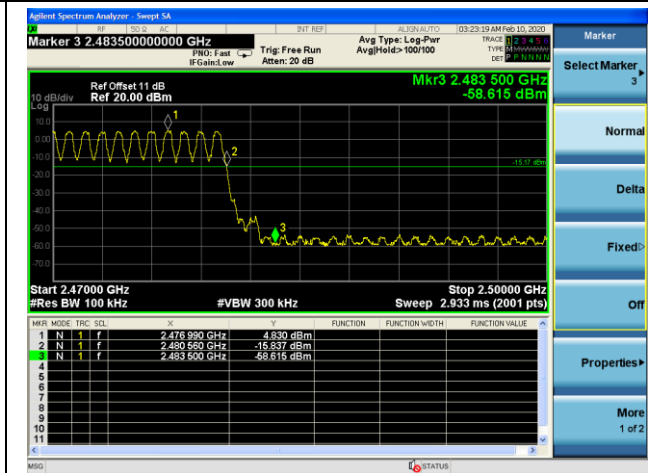 Agilent Spectrum Analyzer - Swept SA
RF 50 Ω AC INT REF ALIGNAUTO 03:23:19 AM Feb 10, 2020
Marker 3 2.483500000000 GHz
PNO: Fast
IFGain:Low
Trig: Free Run
Atten: 20 dB
Avg Type: Log-Pwr
Avg|Hold:> 100/100
TRACE 1 2 3 4 5 6
TYPE M
DET P P N N N N
Ref Offset 11 dB
Ref 20.00 dBm
10 dB/div
Log
Mkr3 2.483 500 GHz
-58.615 dBm
10.0
0.00
-10.0
-20.0
-30.0
-40.0
-50.0
-60.0
-70.0
1
2
3
-15.17 dBm
Start 2.47000 GHz Stop 2.50000 GHz
#Res BW 100 kHz #VBW 300 kHz Sweep 2.933 ms (2001 pts)
MKR MODE TRC SCL X Y FUNCTION FUNCTION WIDTH FUNCTION VALUE
1 N 1 f 2.476 990 GHz 4.830 dBm
2 N 1 f 2.480 560 GHz -15.837 dBm
3 N 1 f 2.483 500 GHz -58.615 dBm
4
5
6
7
8
9
10
11
MSG STATUS
Marker
Select Marker
3
Normal
Delta
Fixed
Off
Properties
More
1 of 2